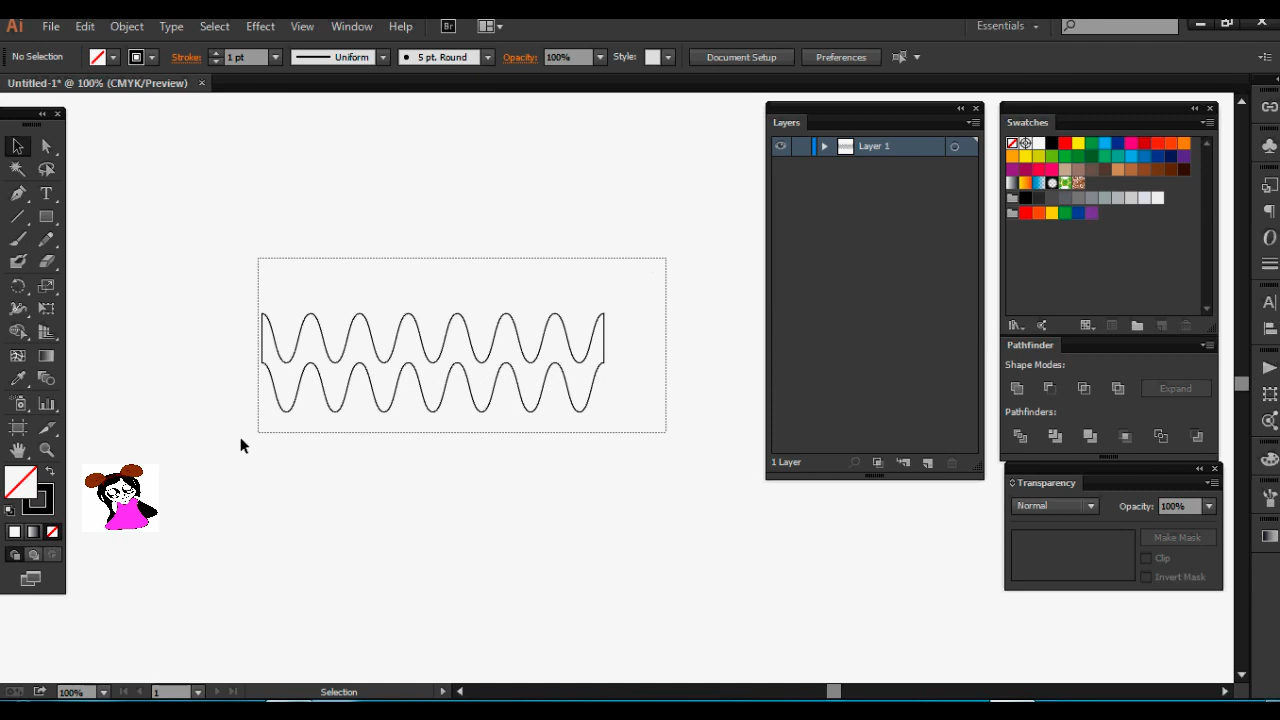 Ai File Edit Object Type Select Effect View Window Help Br Essentials
No Selection Stroke: 1 pt Uniform 5 pt. Round Opacity: 100% Style: Document Setup Preferences
Untitled-1* @ 100% (CMYK/Preview)
Layers
Layer 1
1 Layer
Swatches
Pathfinder
Shape Modes:
Expand
Pathfinders:
Transparency
Normal Opacity: 100%
Make Mask
Clip
Invert Mask
100% 1 Selection